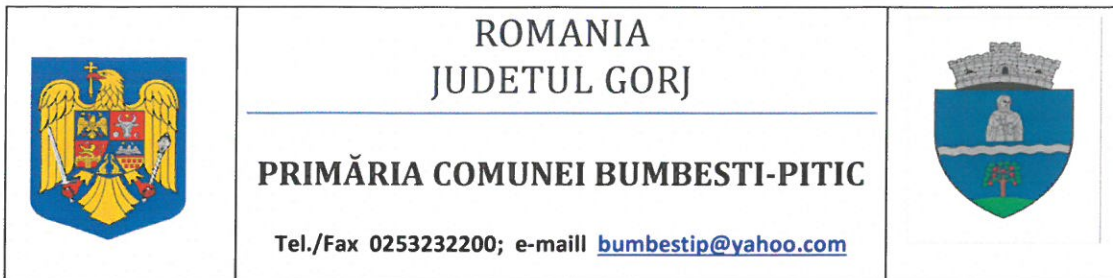 ROMANIA
JUDETUL GORJ
PRIMĂRIA COMUNEI BUMBESTI-PITIC
Tel./Fax 0253232200; e-maill bumbestip@yahoo.com